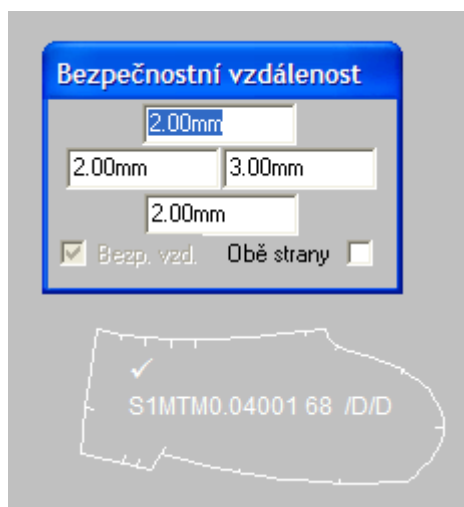 Bezpečnostní vzdálenost
2.00mm
2.00mm 3.00mm
2.00mm
Bezp. vzd. Obě strany
S1MTM0.04001 68 /D/D